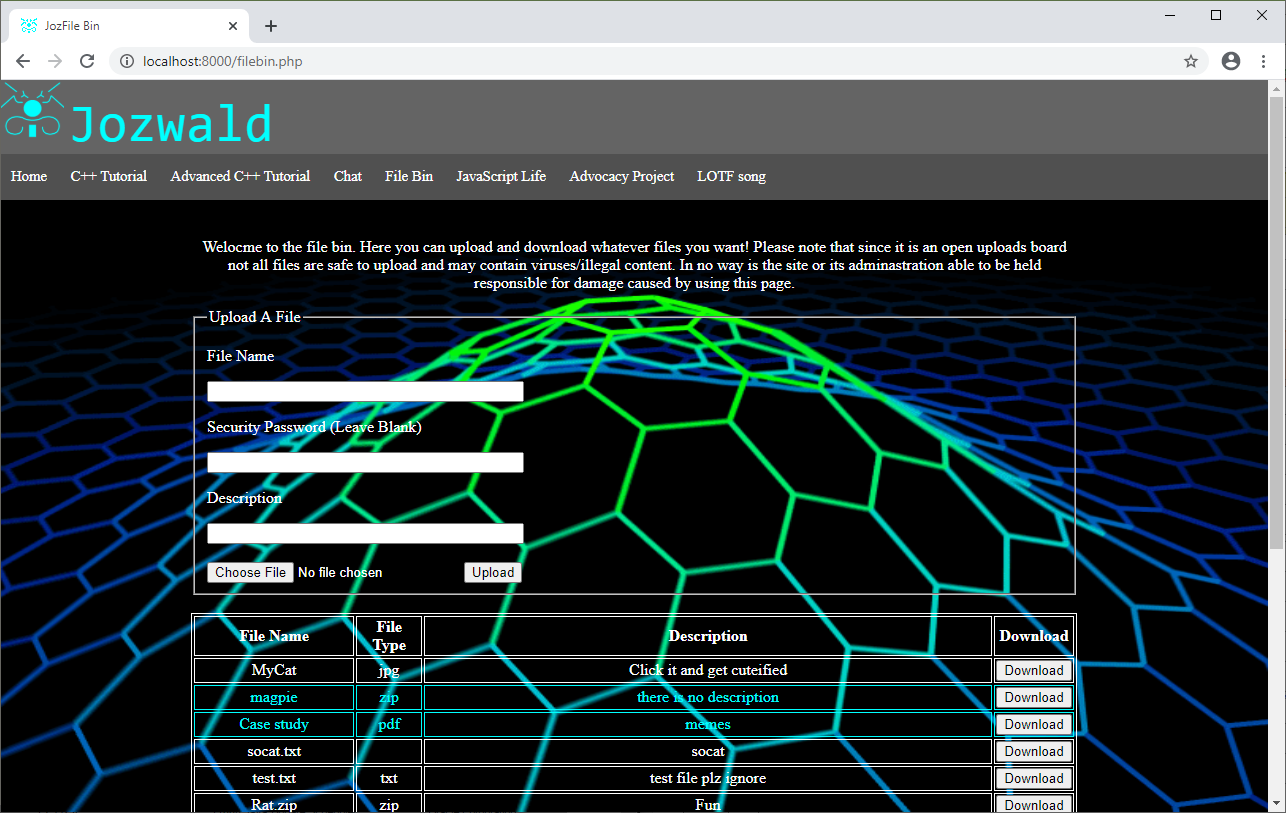 JozFile Bin
localhost:8000/filebin.php
Jozwald
Home C++ Tutorial Advanced C++ Tutorial Chat File Bin JavaScript Life Advocacy Project LOTF song
Welocme to the file bin. Here you can upload and download whatever files you want! Please note that since it is an open uploads board
not all files are safe to upload and may contain viruses/illegal content. In no way is the site or its adminastration able to be held
responsible for damage caused by using this page.
Upload A File
File Name
Security Password (Leave Blank)
Description
Choose File No file chosen Upload
File Name File Type Description Download
MyCat jpg Click it and get cuteified Download
magpie zip there is no description Download
Case study pdf memes Download
socat.txt socat Download
test.txt txt test file plz ignore Download
Rat.zip zip Fun Download